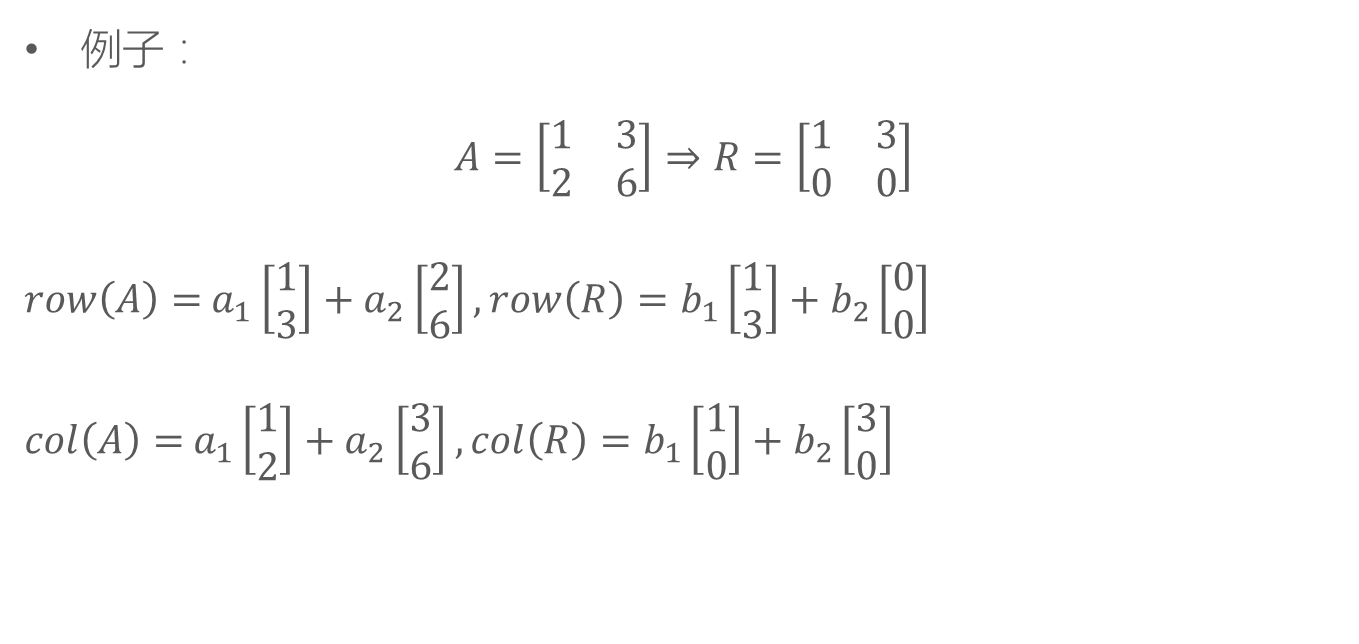 • 例子：
A = [1 3; 2 6] ⇒ R = [1 3; 0 0]
row(A) = a₁ [1; 3] + a₂ [2; 6], row(R) = b₁ [1; 3] + b₂ [0; 0]
col(A) = a₁ [1; 2] + a₂ [3; 6], col(R) = b₁ [1; 0] + b₂ [3; 0]